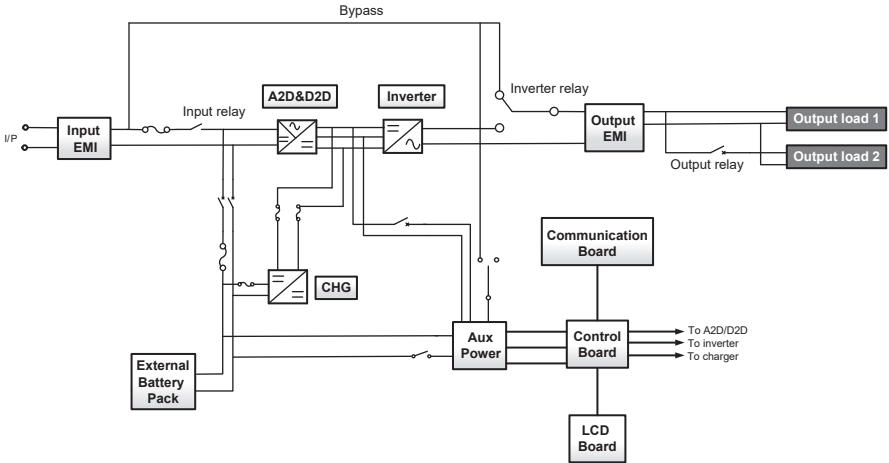 Bypass
A2D&D2D
Inverter
Inverter relay
Input relay
I/P
Input
EMI
Output
EMI
Output load 1
Output load 2
Output relay
Communication
Board
CHG
Aux
Power
Control
Board
To A2D/D2D
To inverter
To charger
External
Battery
Pack
LCD
Board